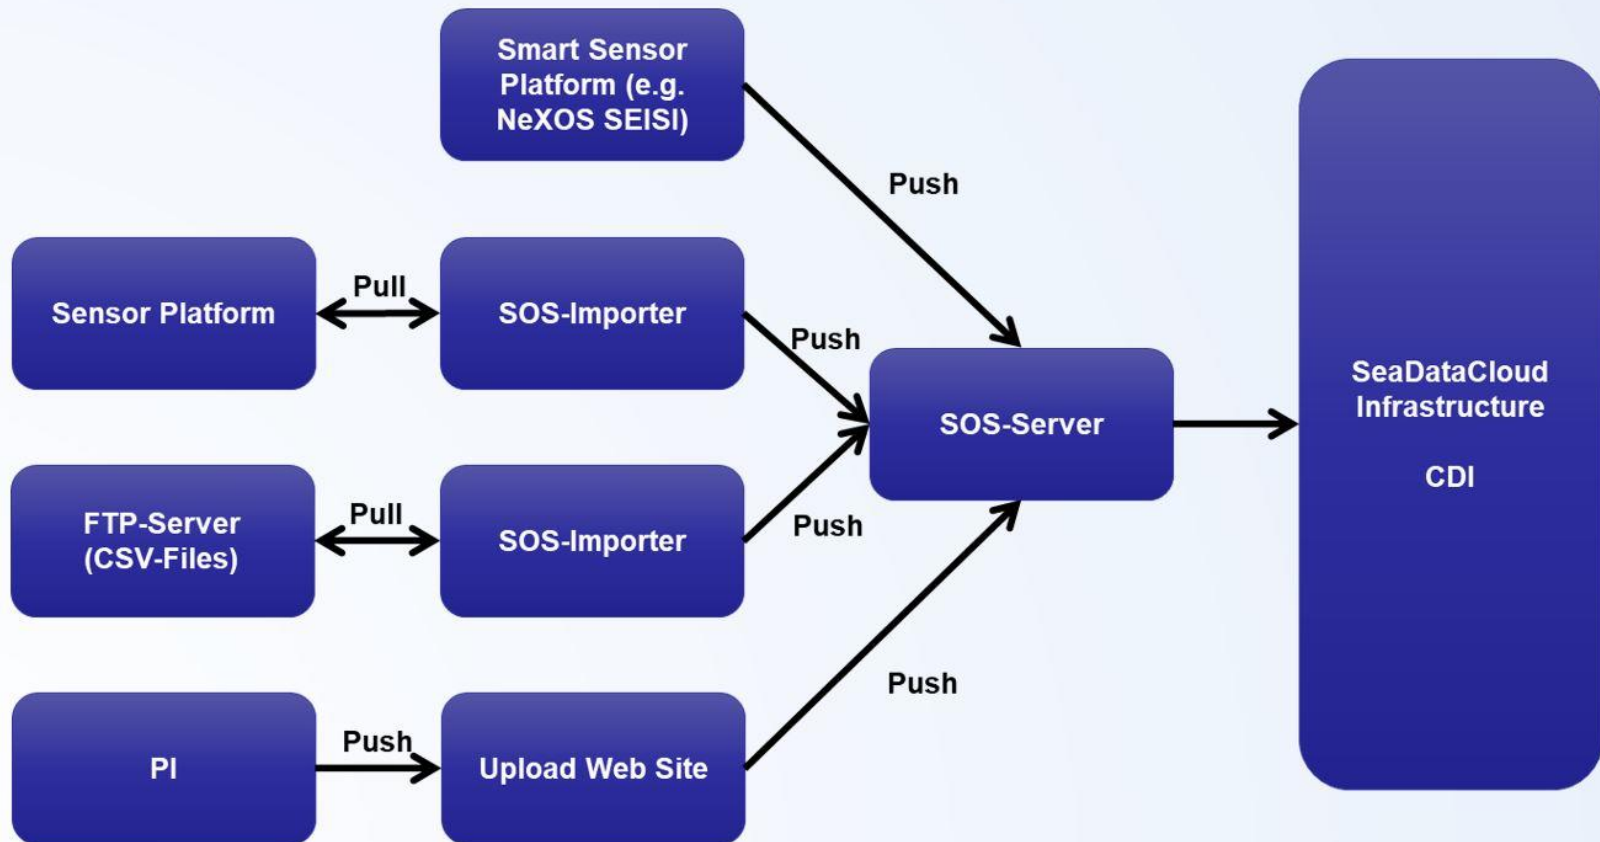 Smart Sensor
Platform (e.g.
NeXOS SEISI)
Push
Sensor Platform
Pull
SOS-Importer
Push
SOS-Server
SeaDataCloud
Infrastructure
CDI
FTP-Server
(CSV-Files)
Pull
SOS-Importer
Push
PI
Push
Upload Web Site
Push